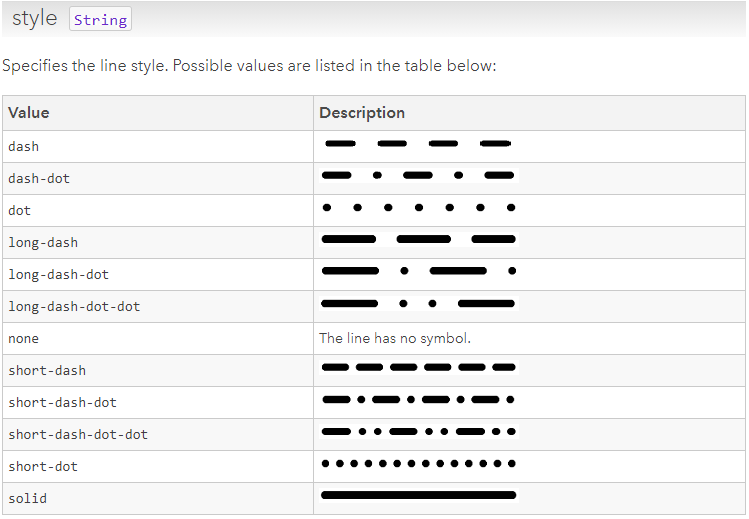 style String
Specifies the line style. Possible values are listed in the table below:
Value Description
dash
dash-dot
dot
long-dash
long-dash-dot
long-dash-dot-dot
none The line has no symbol.
short-dash
short-dash-dot
short-dash-dot-dot
short-dot
solid